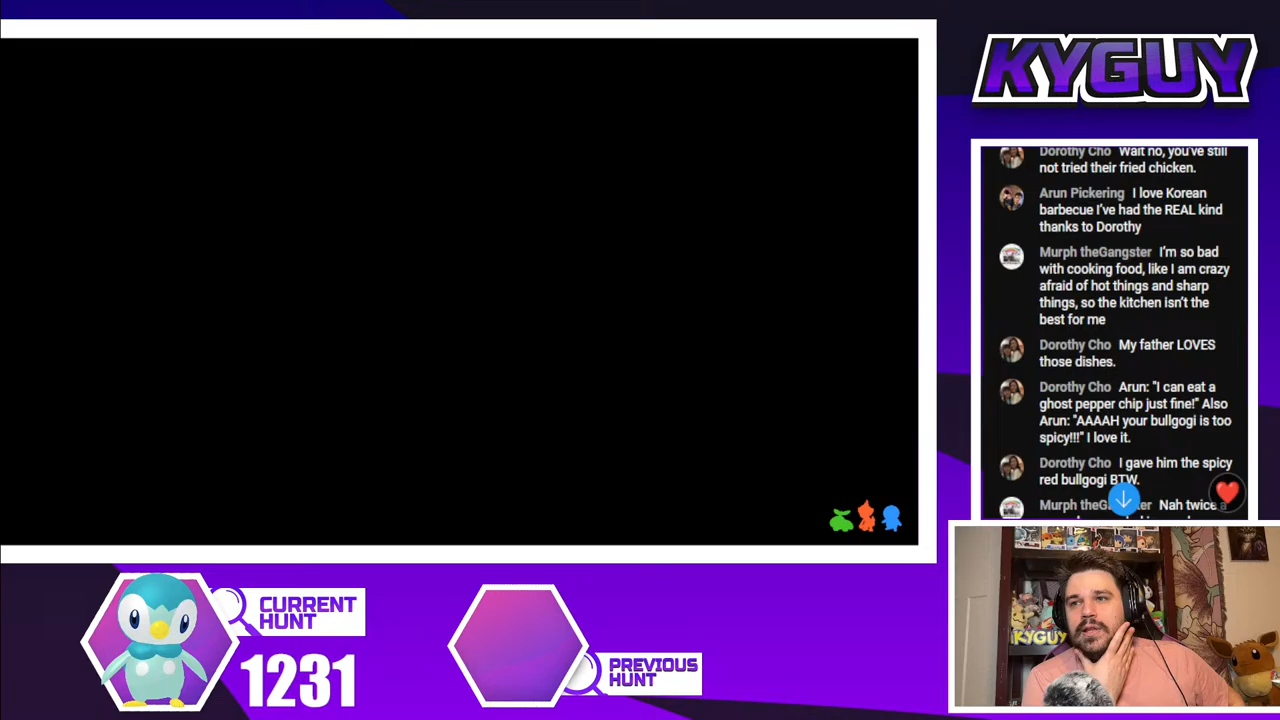 KYGUY
Dorothy Cho Wait no, you've still
not tried their fried chicken.
Arun Pickering I love Korean
barbecue I've had the REAL kind
thanks to Dorothy
Murph theGangster I'm so bad
with cooking food, like I am crazy
afraid of hot things and sharp
things, so the kitchen isn't the
best for me
Dorothy Cho My father LOVES
those dishes.
Dorothy Cho Arun: "I can eat a
ghost pepper chip just fine!" Also
Arun: "AAAAH your bullgogi is too
spicy!!!" I love it.
Dorothy Cho I gave him the spicy
red bullgogi BTW.
Nah twice a
CURRENT
HUNT
1231
PREVIOUS
HUNT
KYGUY